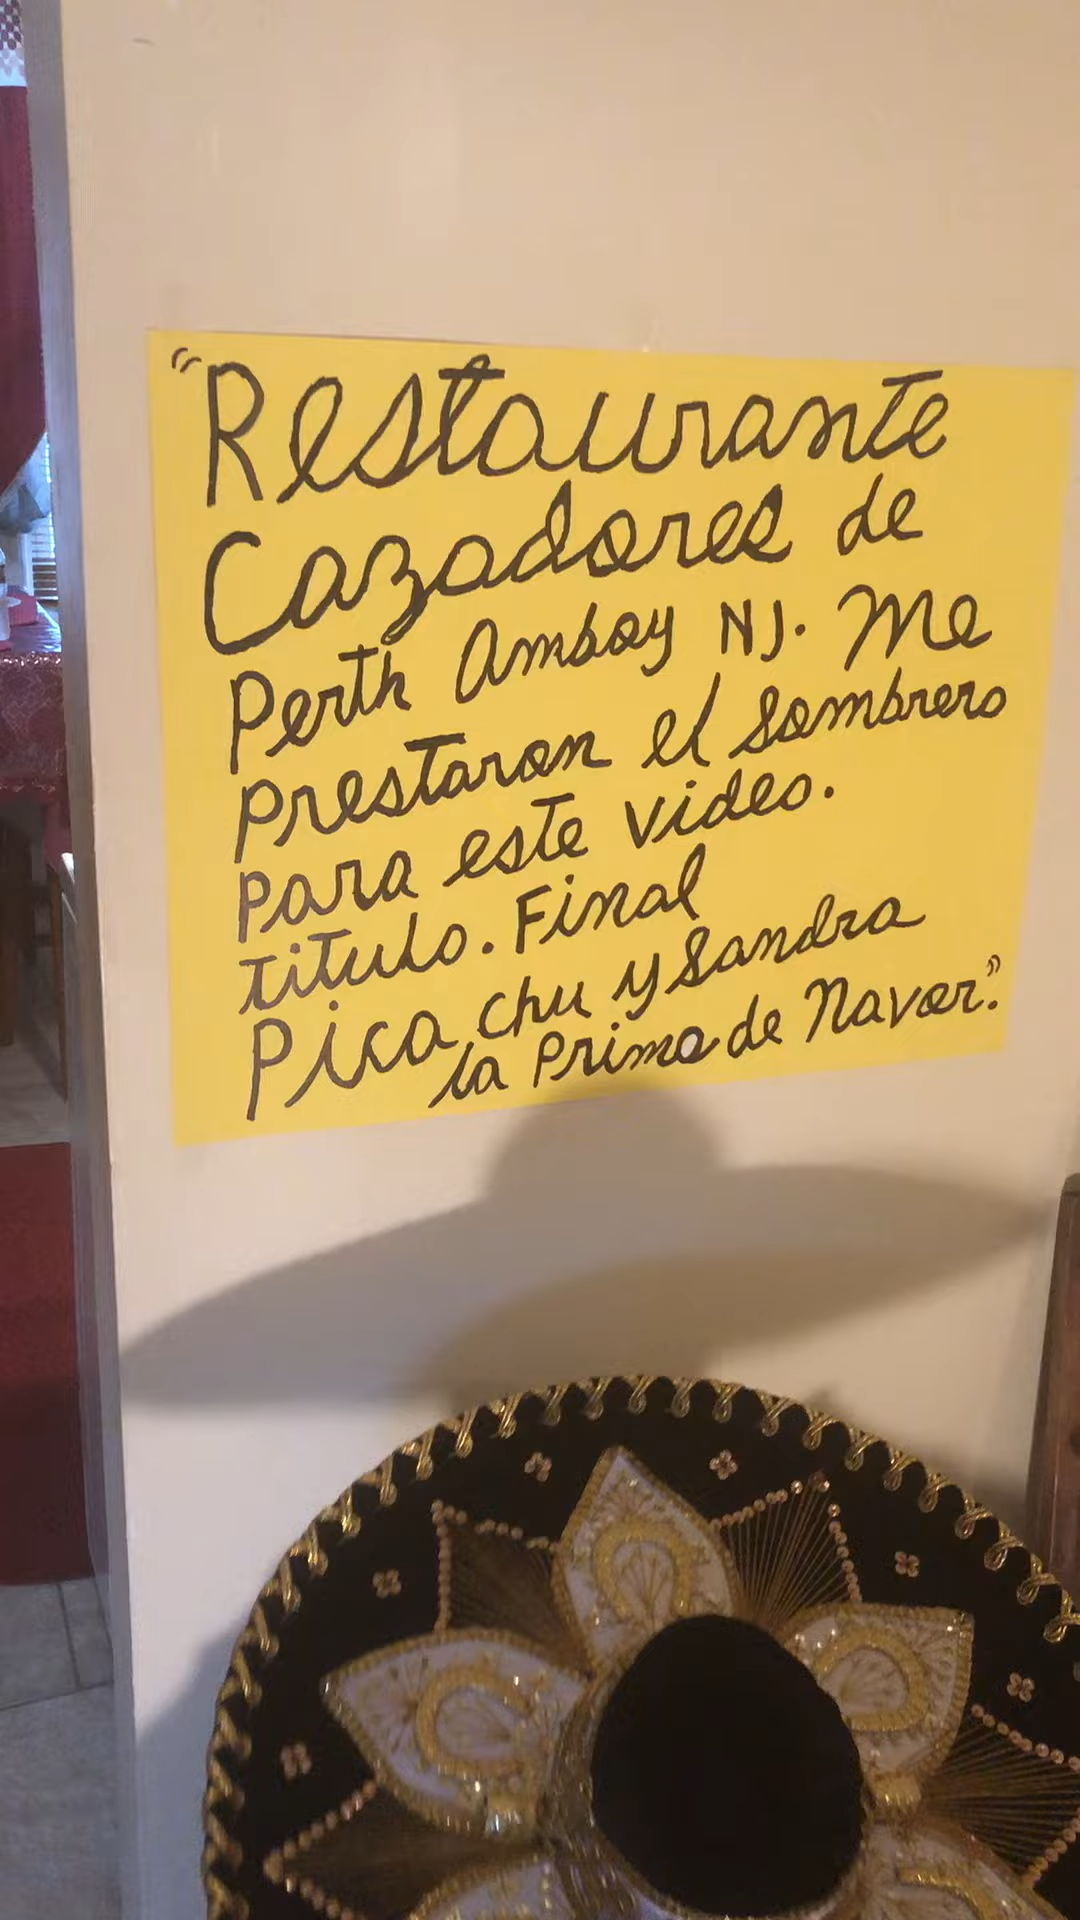 "Restaurante
Cazadores de
Perth Amboy NJ. Me
prestaron el sombrero
para este video.
titulo. Final
Pica chu y Sandra
la Prima de Navor."